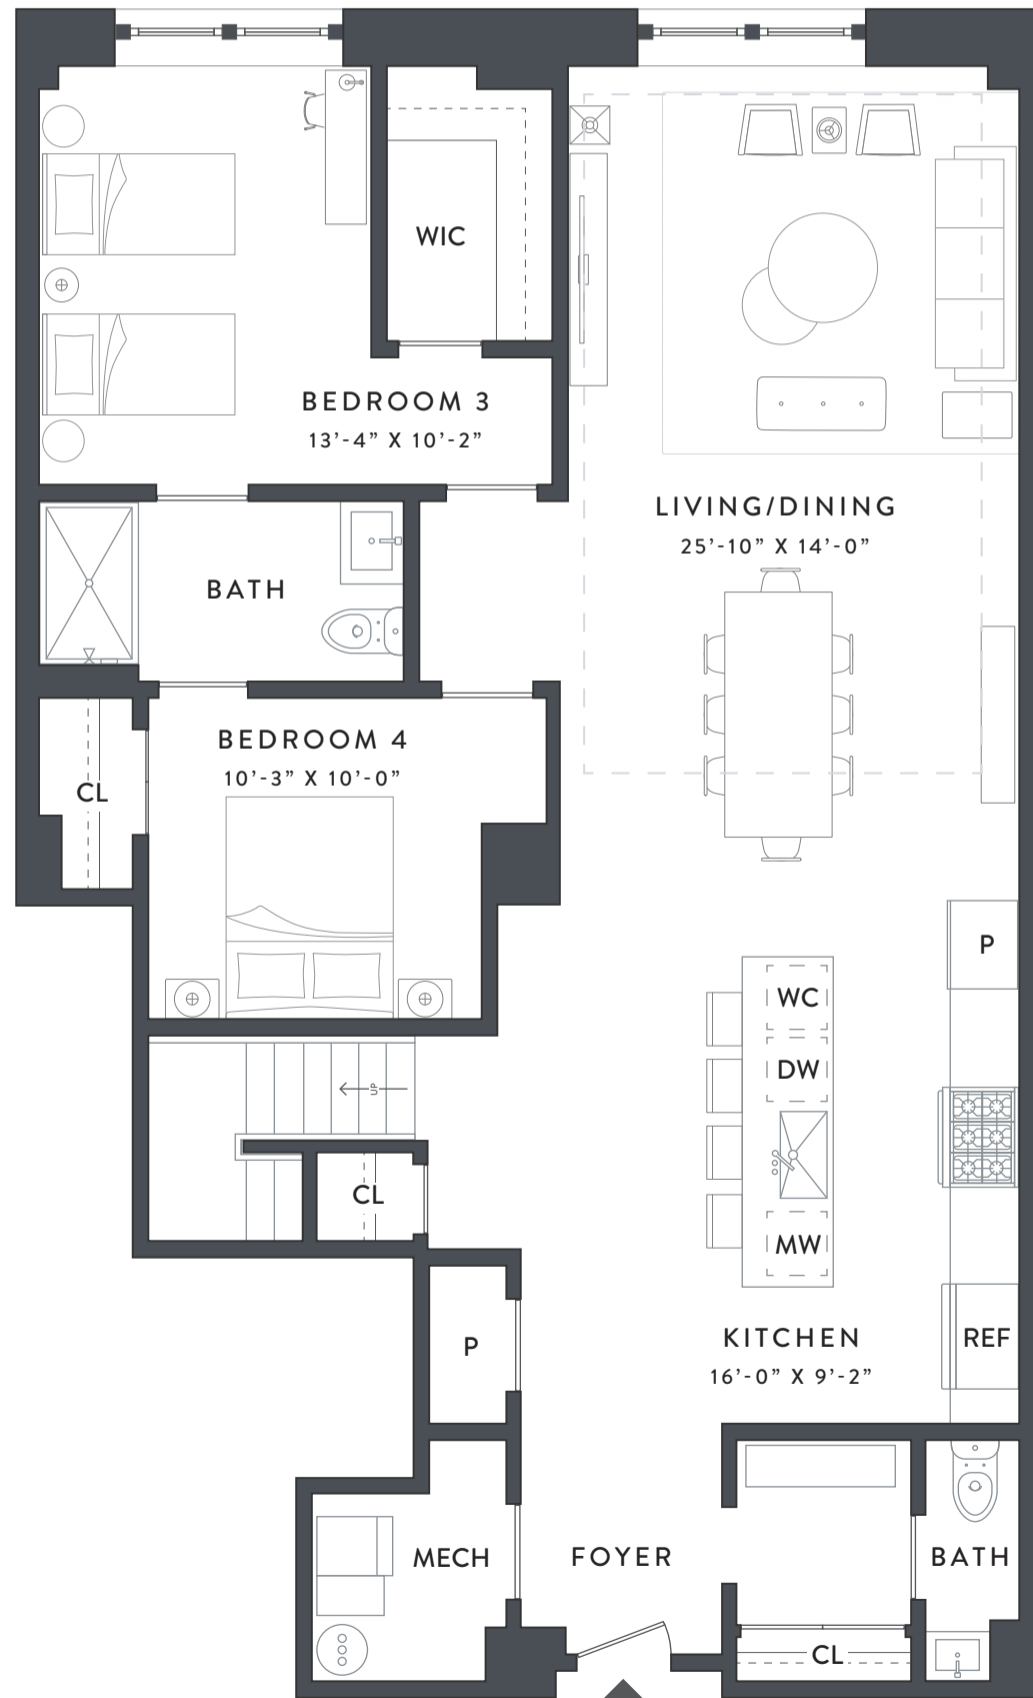 WIC
BEDROOM 3
13’-4” X 10’-2”
LIVING/DINING
25’-10” X 14’-0”
BATH
BEDROOM 4
10’-3” X 10’-0”
CL
P
WC
DW
UP
CL
MW
KITCHEN
16’-0” X 9’-2”
REF
P
MECH
FOYER
BATH
CL